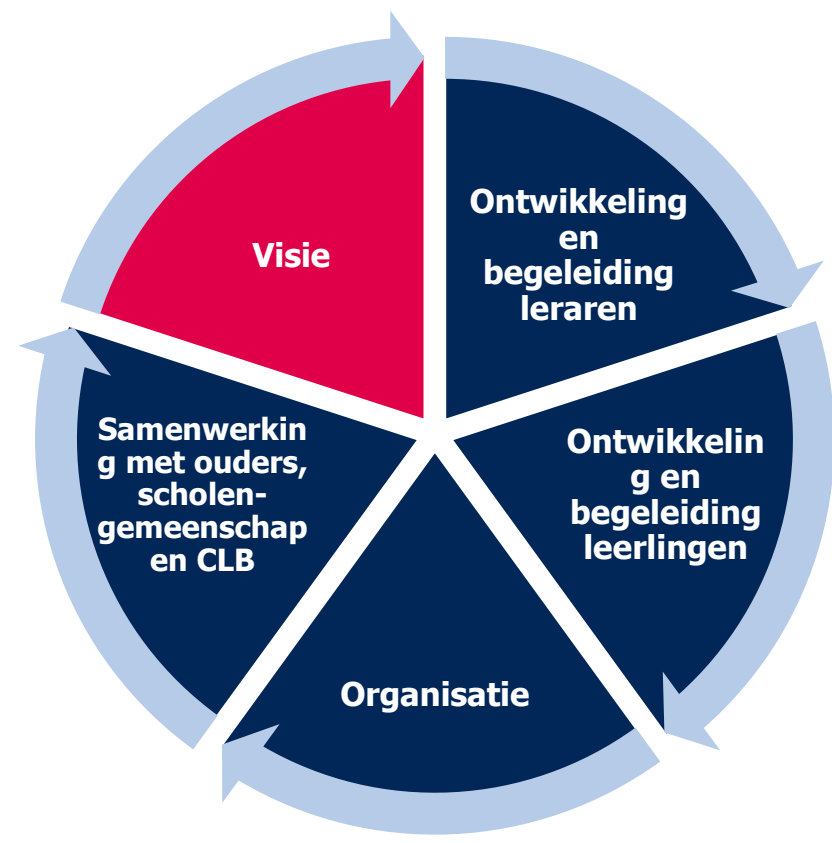 Visie
Ontwikkeling
en
begeleiding
leraren
Ontwikkelin
g en
begeleiding
leerlingen
Organisatie
Samenwerkin
g met ouders,
scholen-
gemeenschap
en CLB